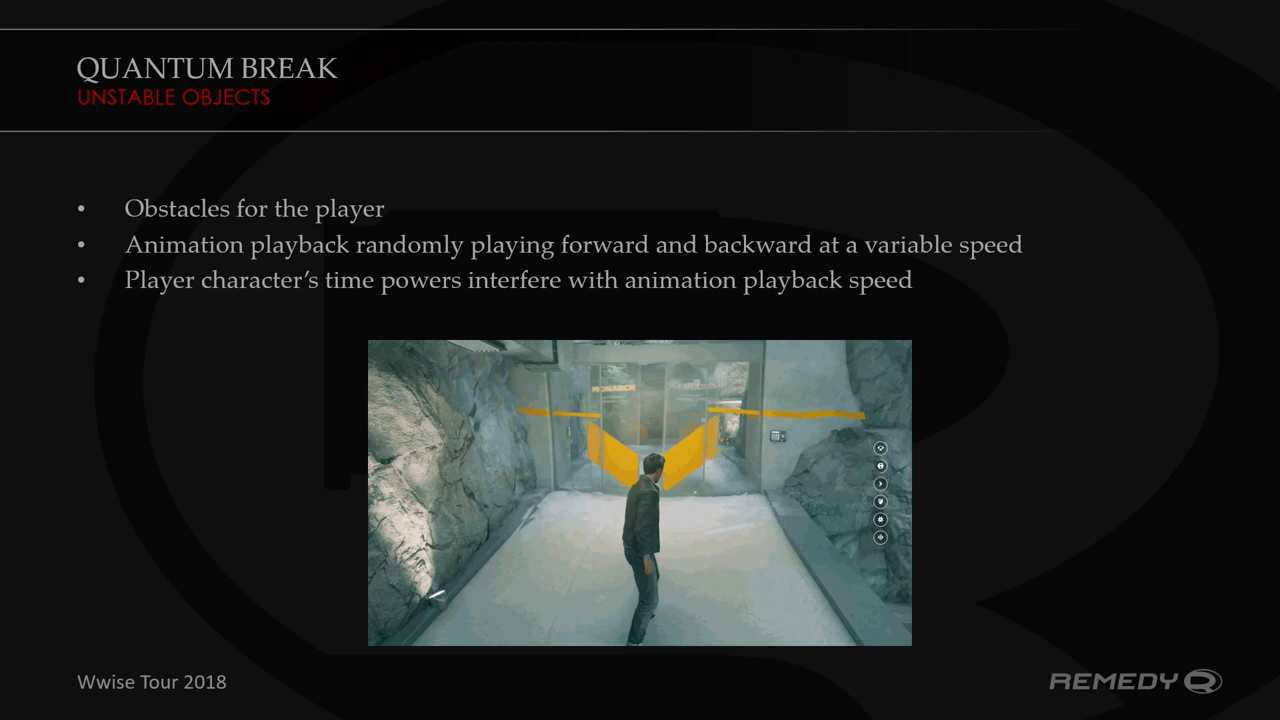 QUANTUM BREAK
UNSTABLE OBJECTS
• Obstacles for the player
• Animation playback randomly playing forward and backward at a variable speed
• Player character’s time powers interfere with animation playback speed
MONARCH
Wwise Tour 2018
REMEDY